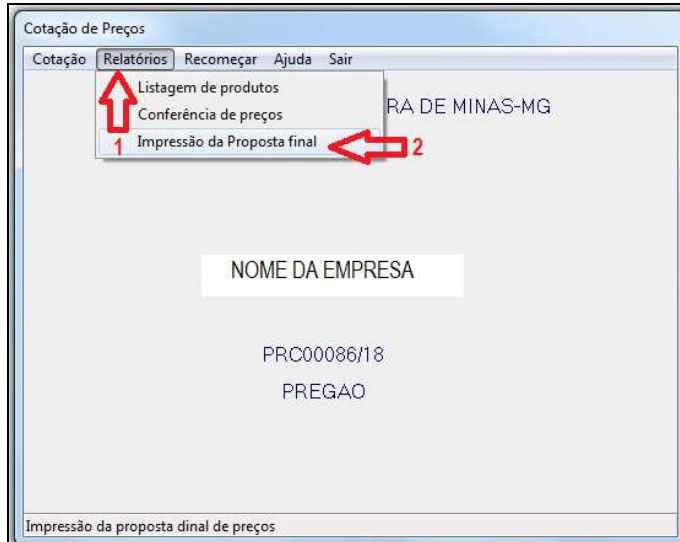 Cotação de Preços
Cotação Relatórios Recomeçar Ajuda Sair
Listagem de produtos
RA DE MINAS-MG
Conferência de preços
1 Impressão da Proposta final 2
NOME DA EMPRESA
PRC00086/18
PREGAO
Impressão da proposta dinal de preços